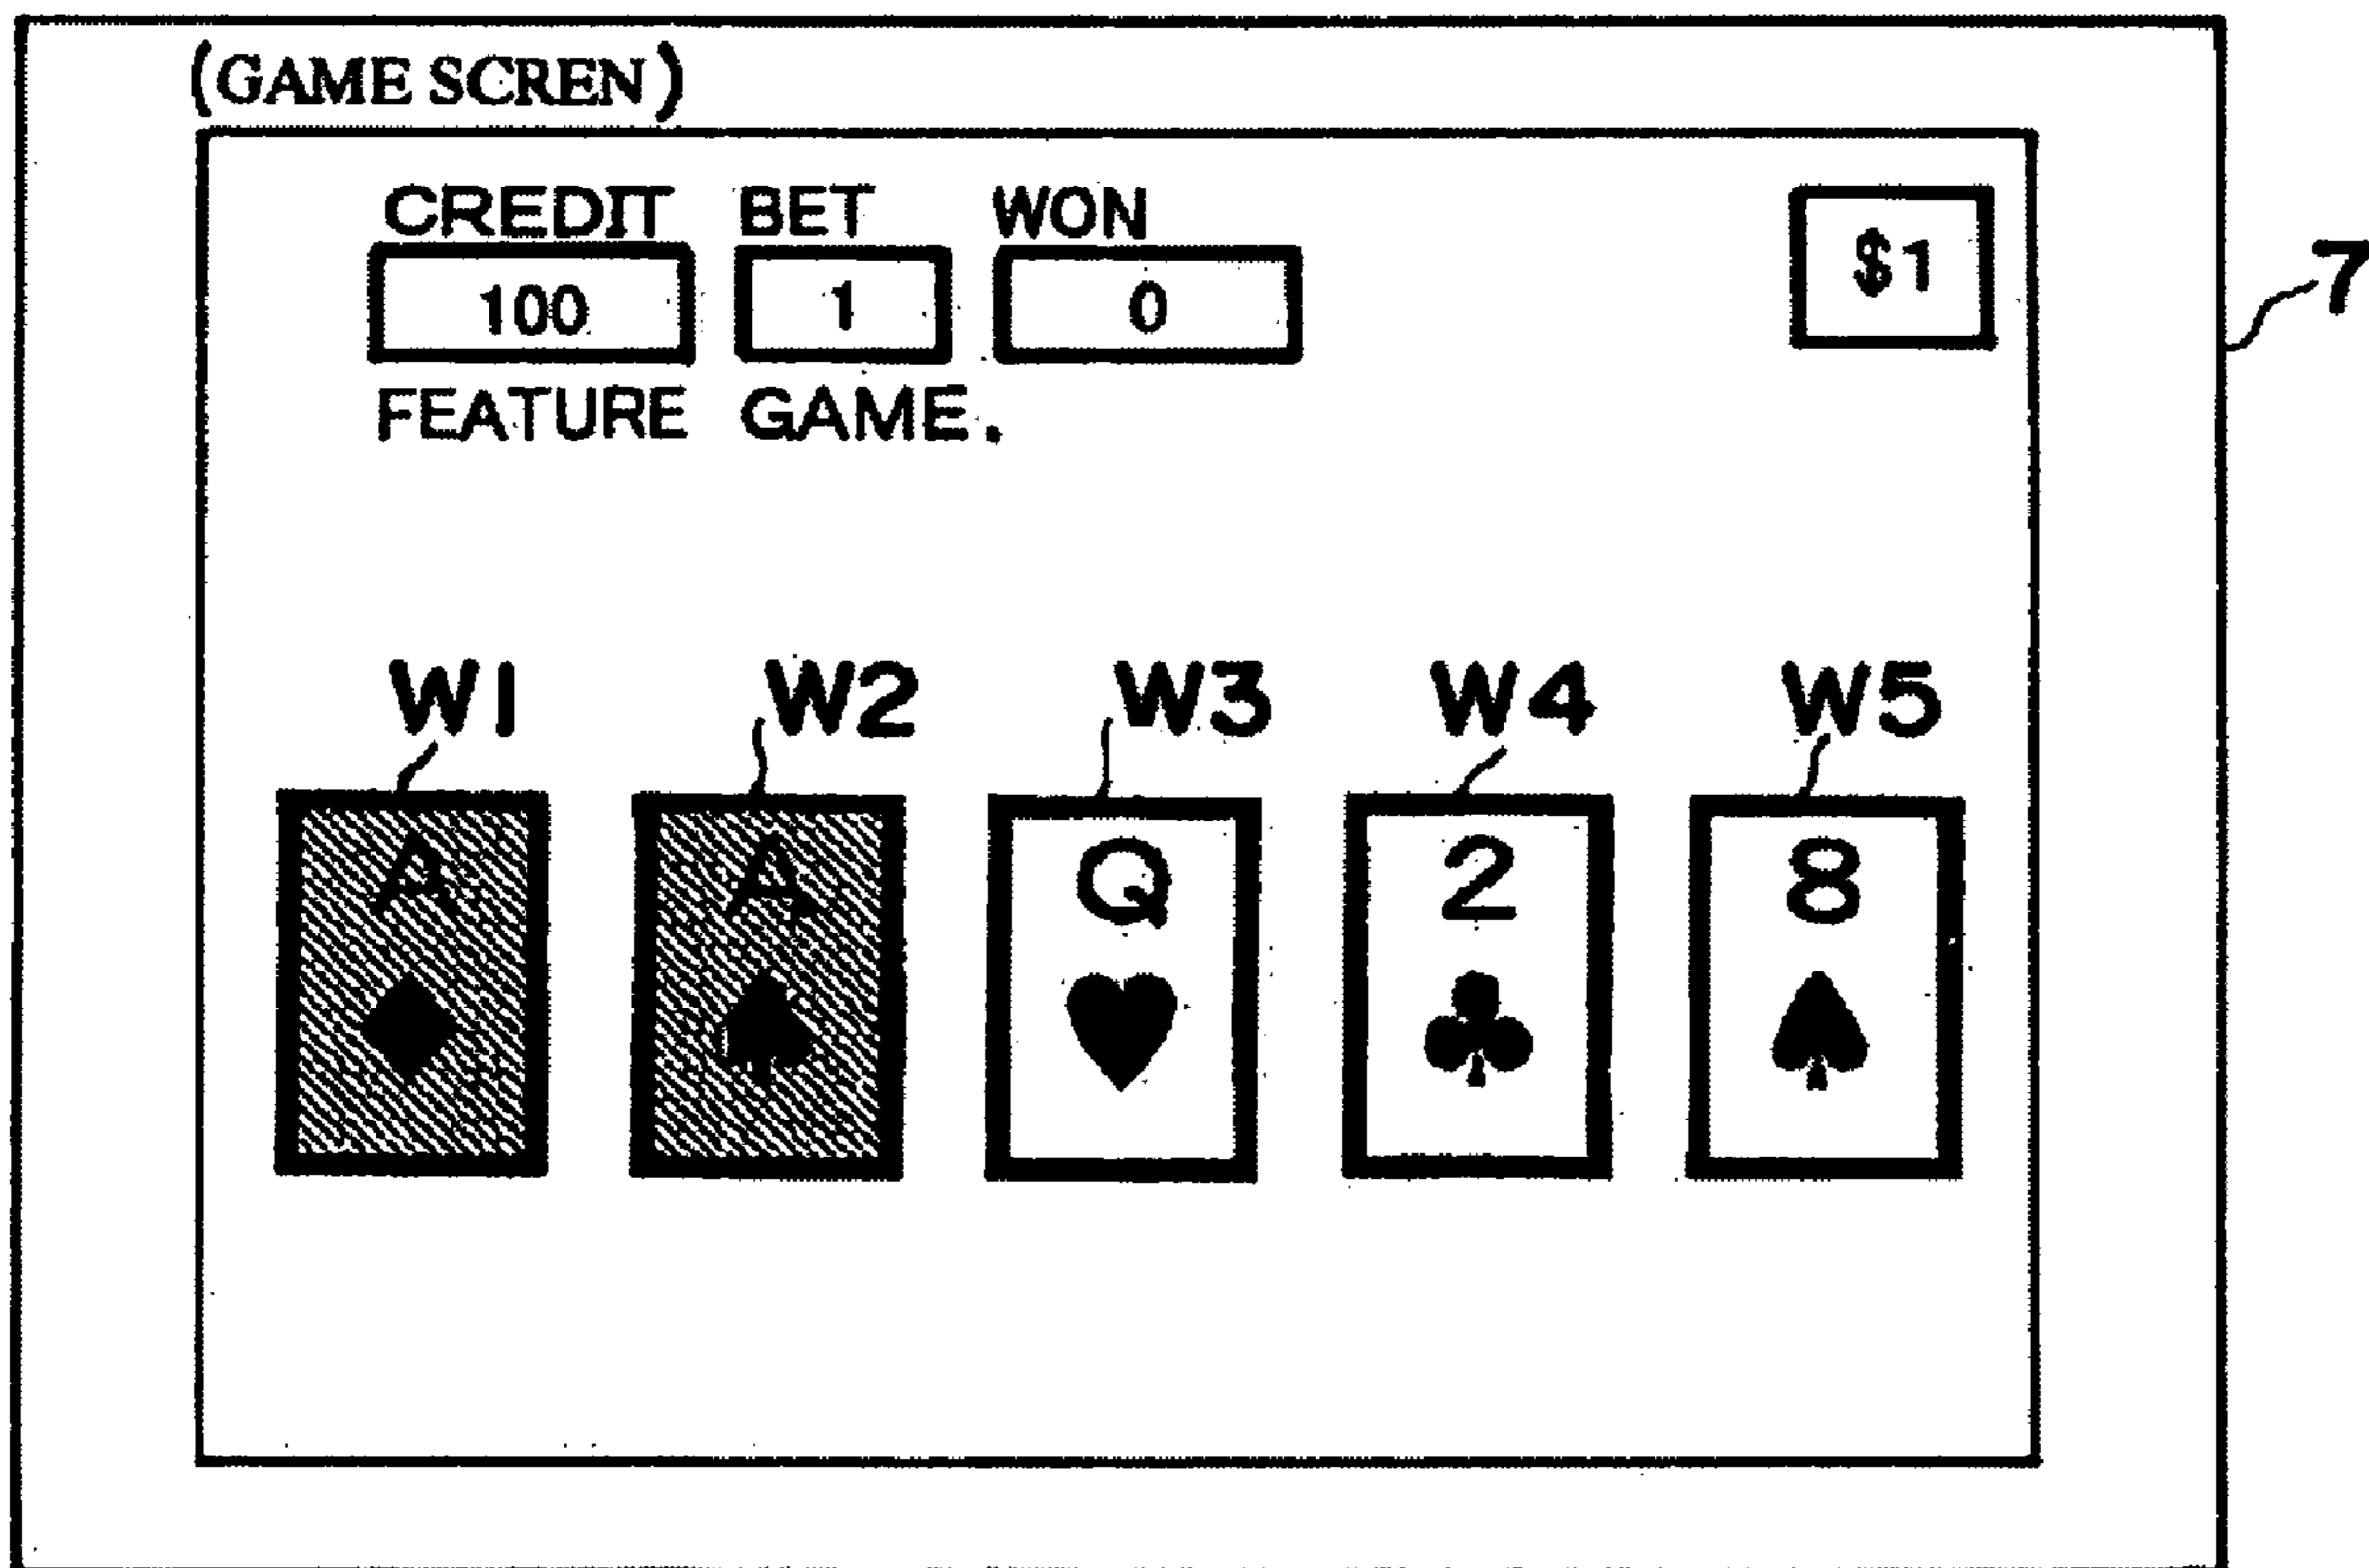 (GAME SCREN)
CREDIT BET WON
$1
100 1 0
7
FEATURE GAME.
W1 W2 W3 W4 W5
A A Q 2 8